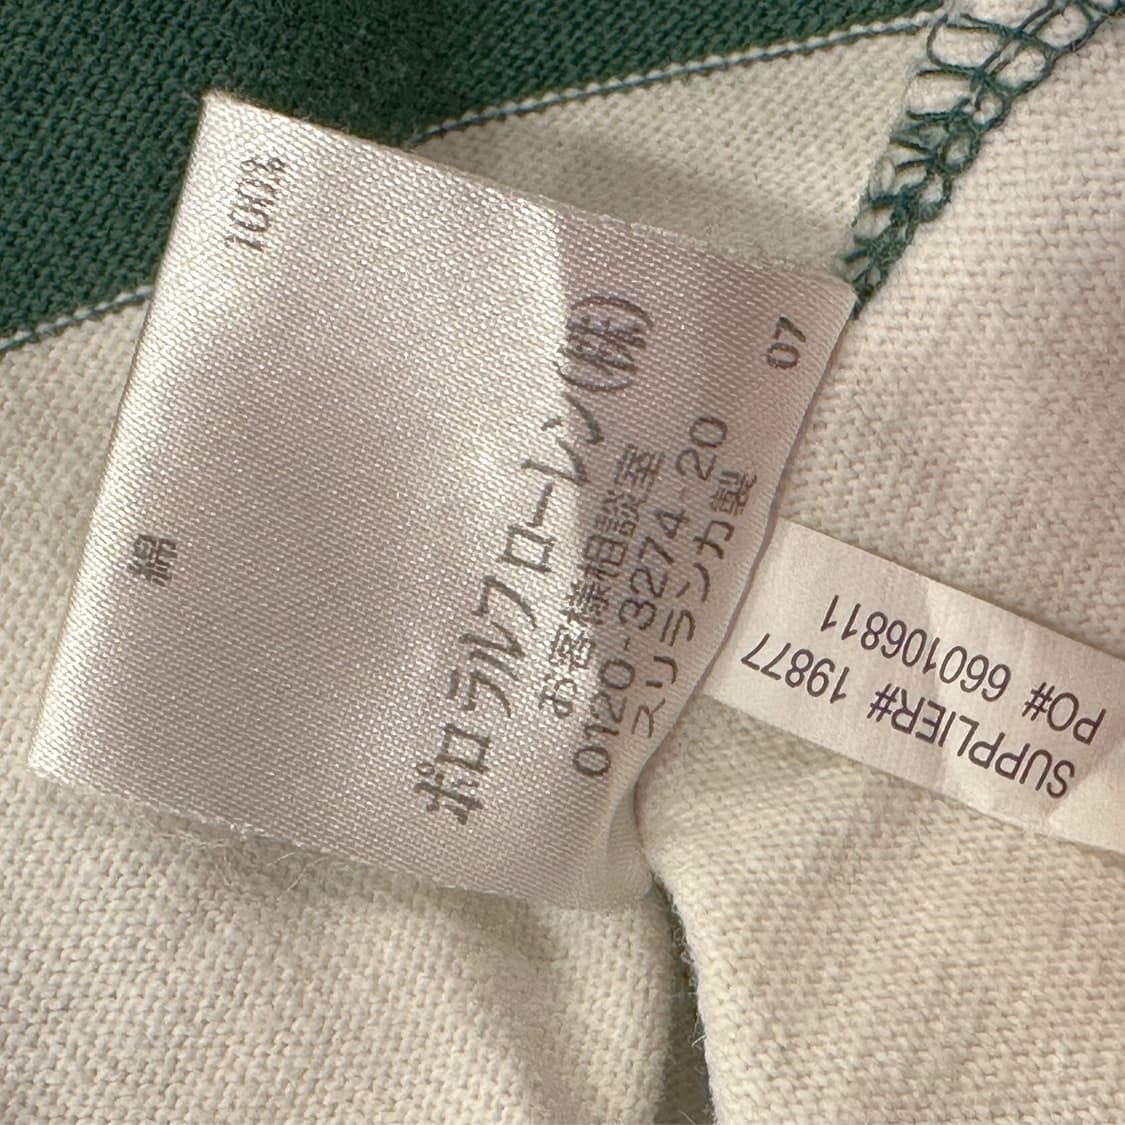 綿 100%
ポロ ラルフ ローレン(株)
お客様相談室
0120-3274-20
スリランカ製
07
SUPPLIER# 19877
PO# 660106811